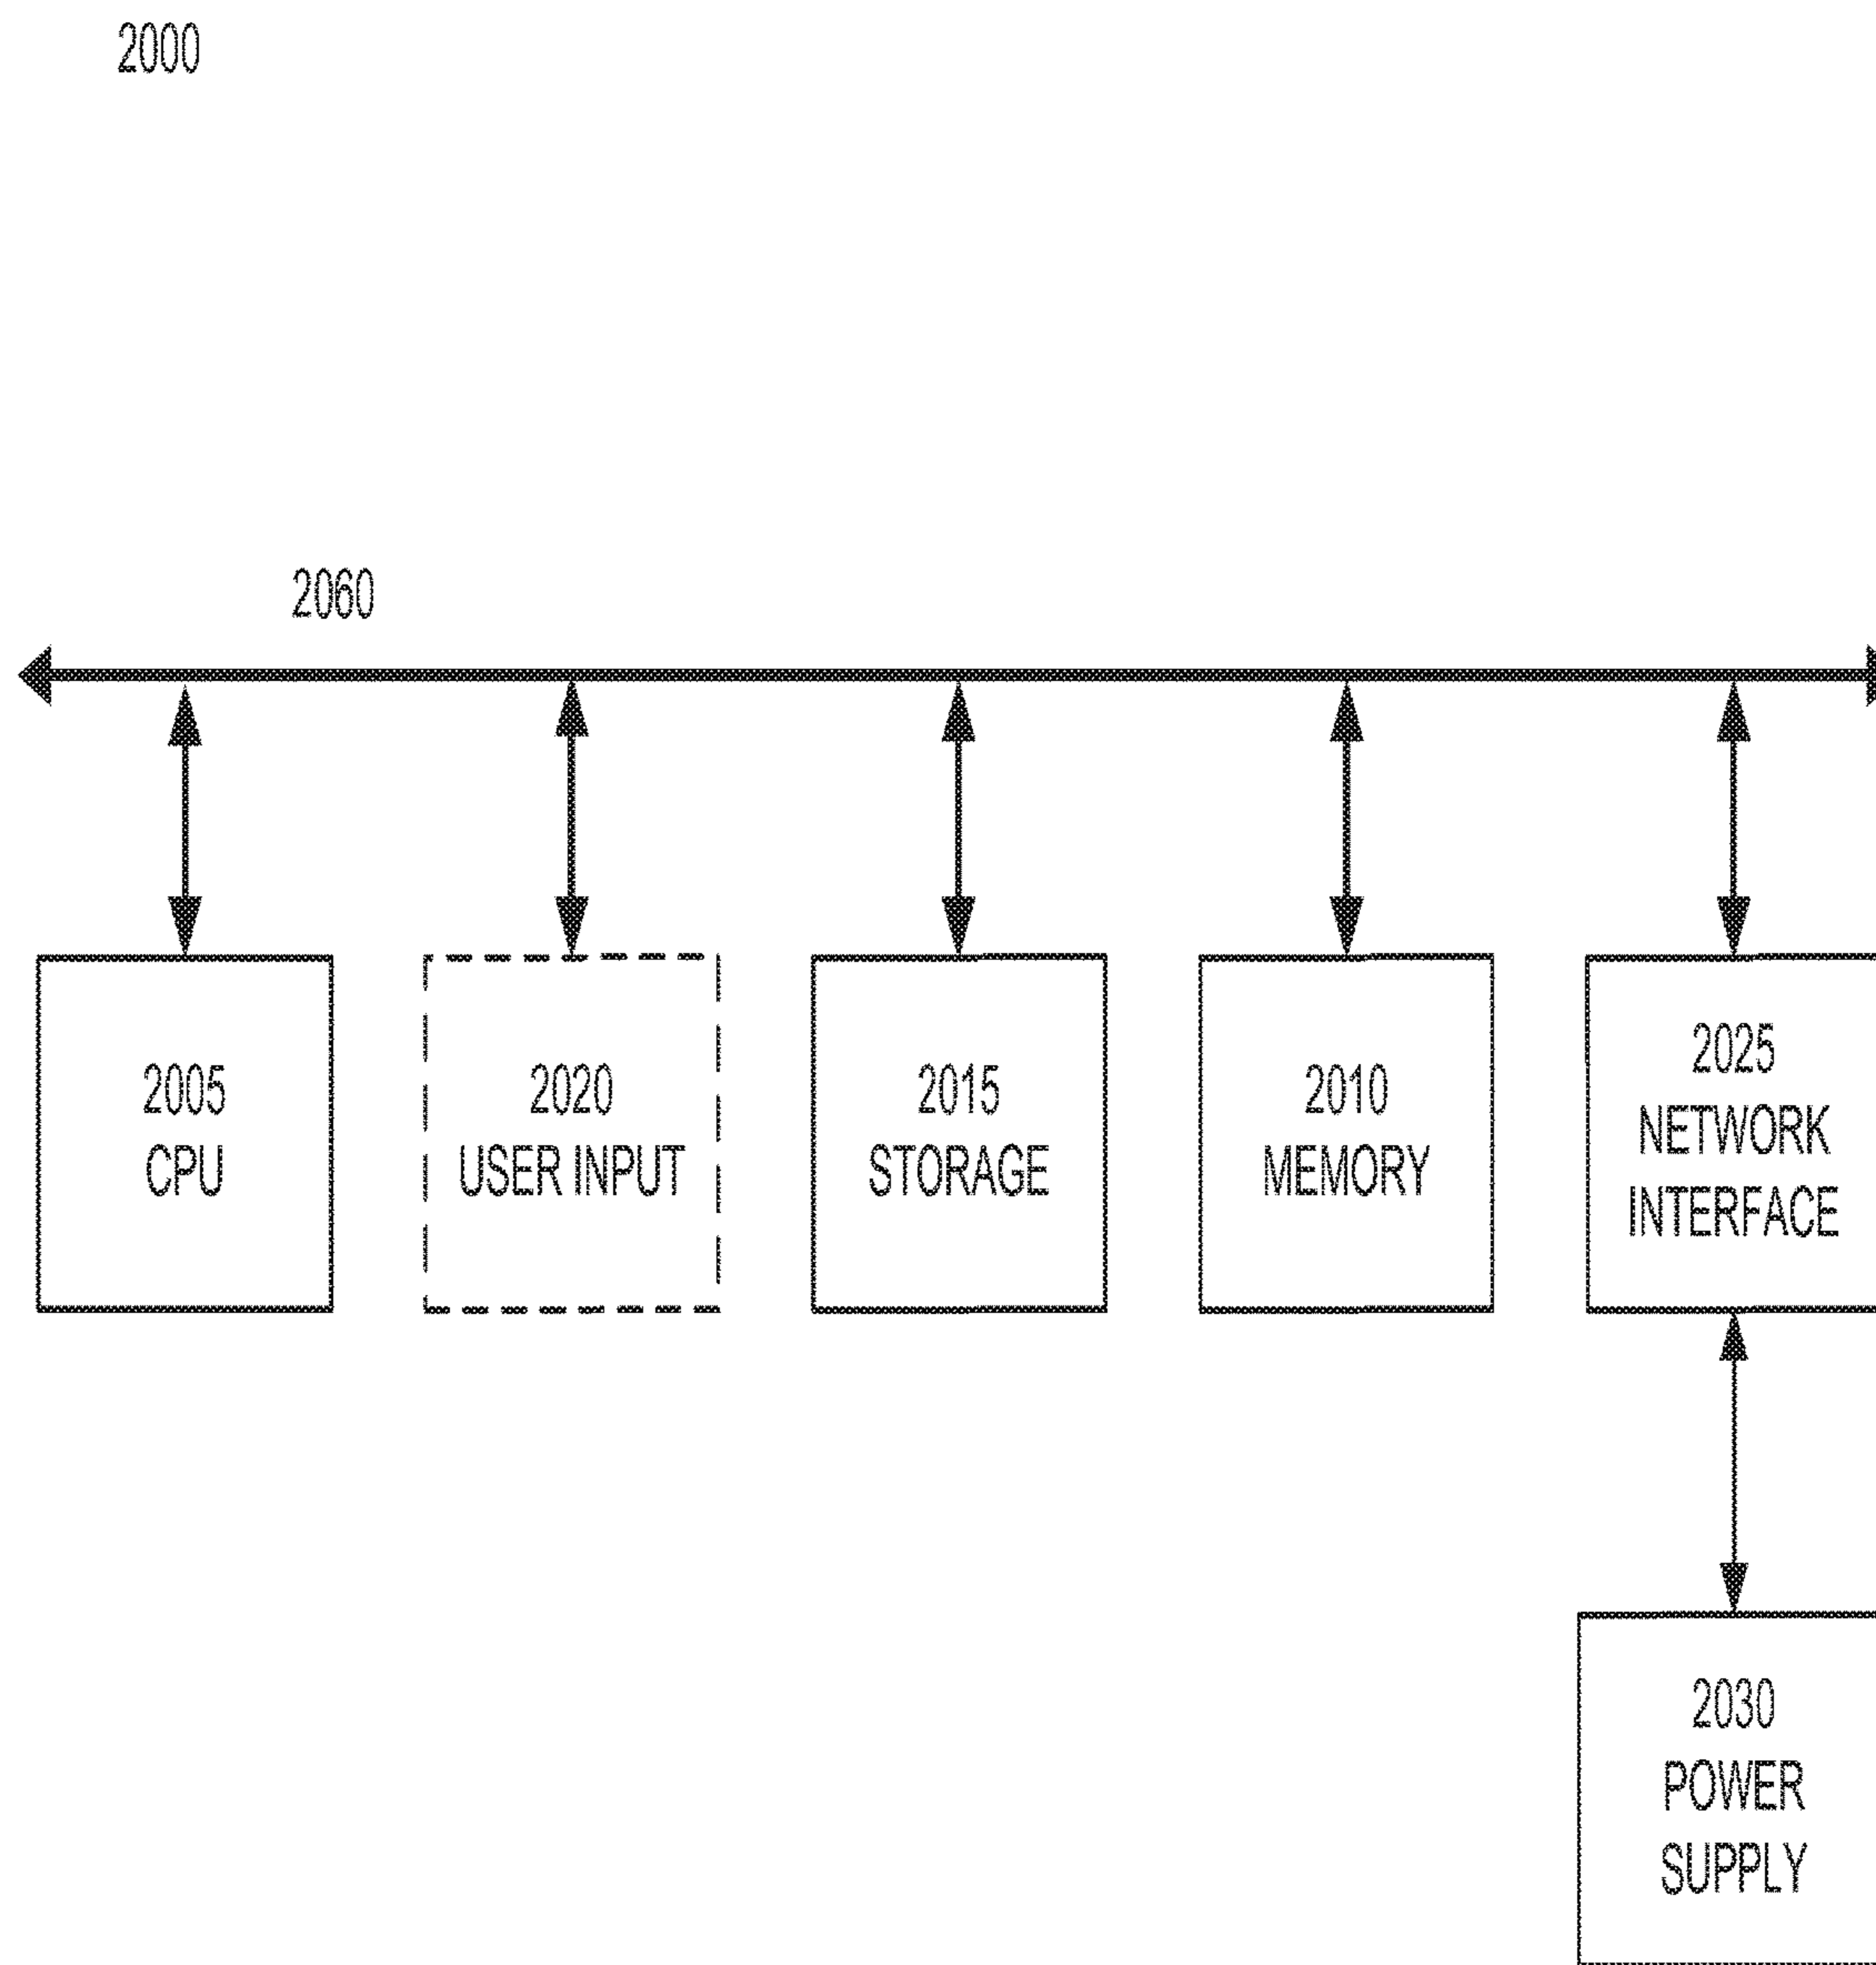 2000
2060
2005
CPU
2020
USER INPUT
2015
STORAGE
2010
MEMORY
2025
NETWORK
INTERFACE
2030
POWER
SUPPLY